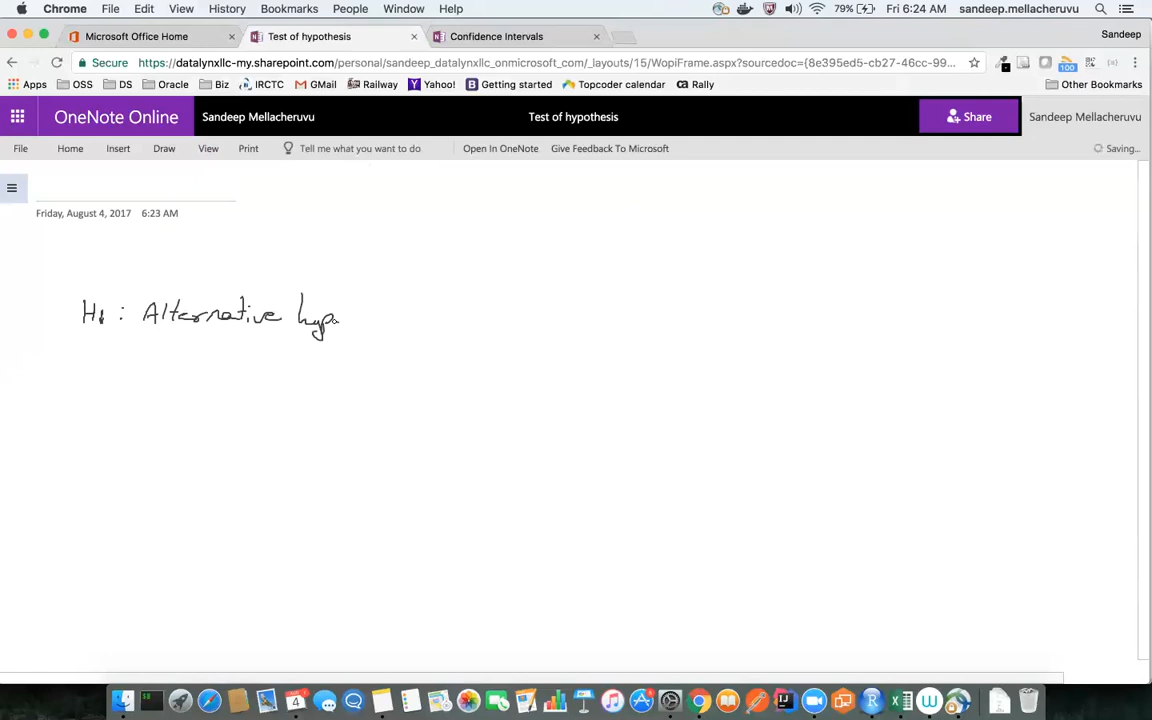 Chrome File Edit View History Bookmarks People Window Help 79% Fri 6:24 AM sandeep.mellacheruvu
Microsoft Office Home Test of hypothesis Confidence Intervals Sandeep
Secure https://datalynxllc-my.sharepoint.com/personal/sandeep_datalynxllc_onmicrosoft_com/_layouts/15/WopiFrame.aspx?sourcedoc={8e395ed5-cb27-46cc-99... 100
Apps OSS DS Oracle Biz IRCTC GMail Railway Yahoo! Getting started Topcoder calendar Rally Other Bookmarks
OneNote Online Sandeep Mellacheruvu Test of hypothesis Share Sandeep Mellacheruvu
File Home Insert Draw View Print Tell me what you want to do Open In OneNote Give Feedback To Microsoft Saving...
Friday, August 4, 2017 6:23 AM
H1 : Alternative hypo